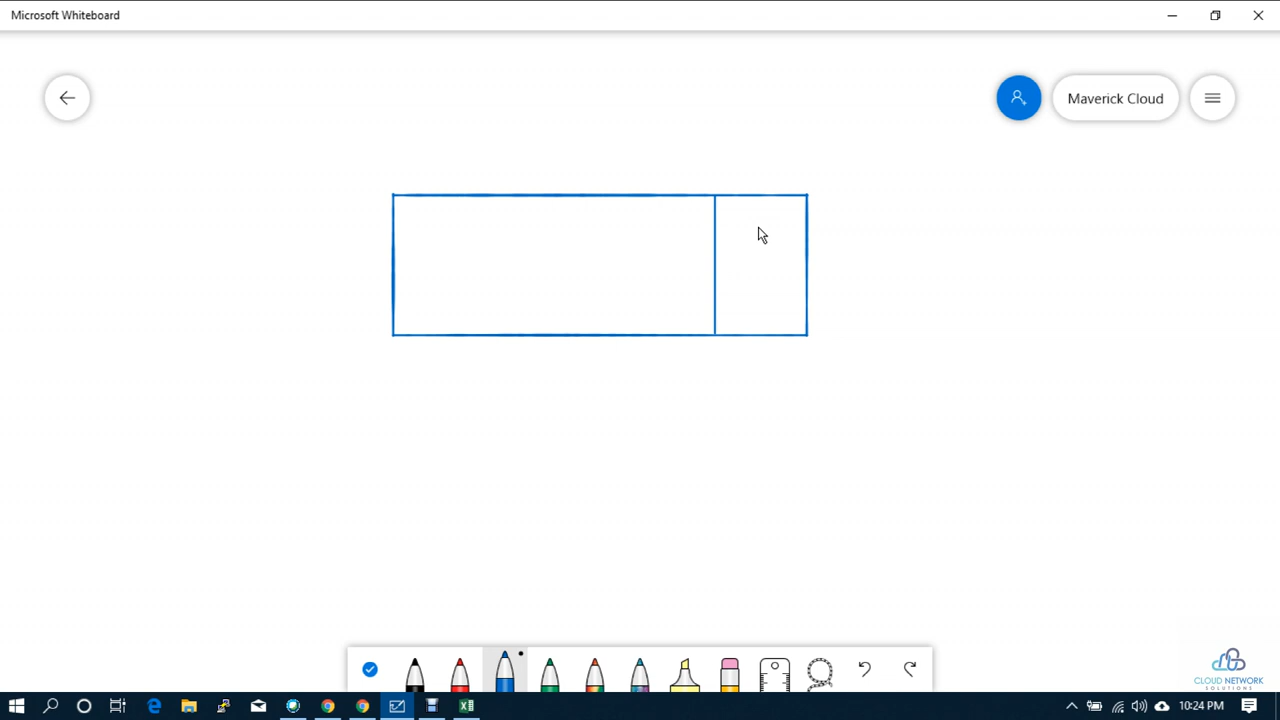 Microsoft Whiteboard
Maverick Cloud
CLOUD NETWORK
SOLUTIONS
10:24 PM